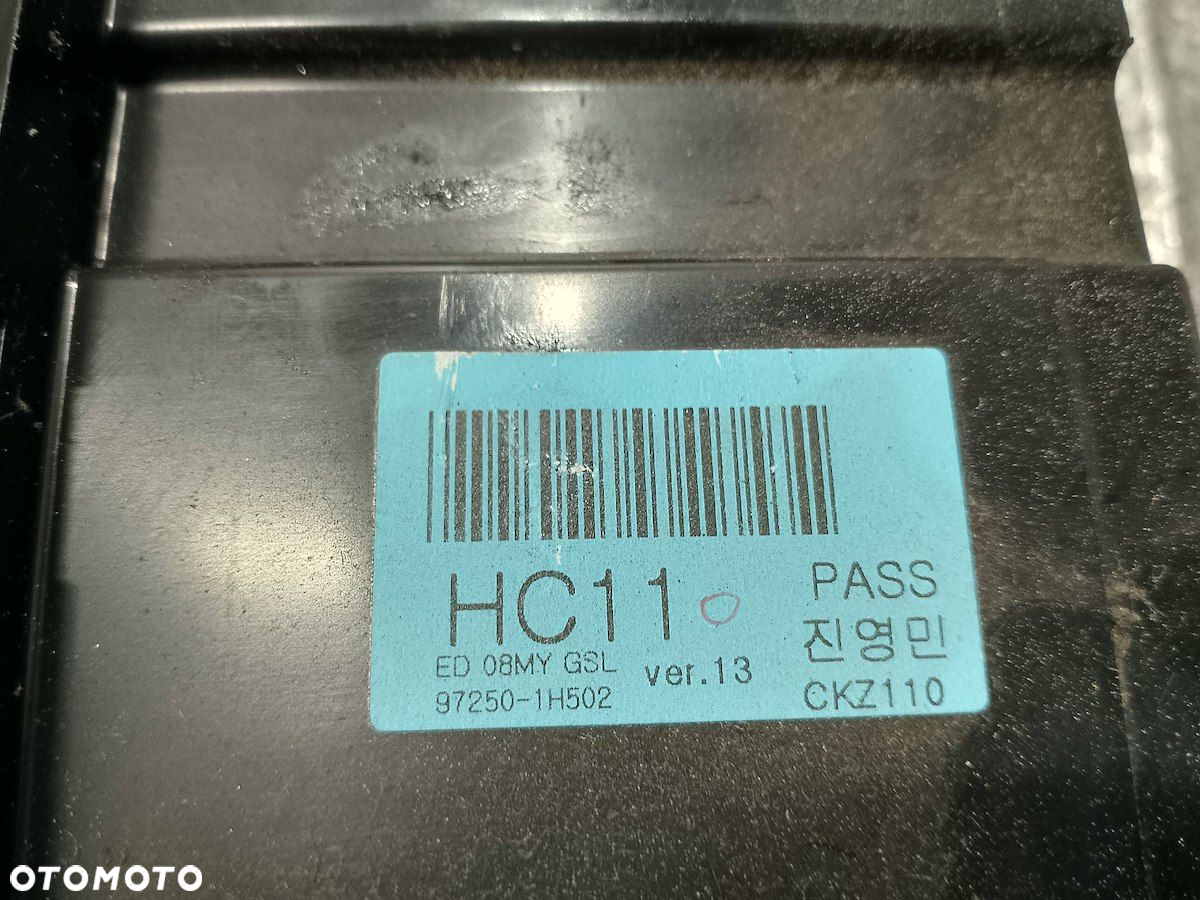 HC11
PASS
ED 08MY GSL
ver.13
진영민
97250-1H502
CKZ110
OTOMOTO